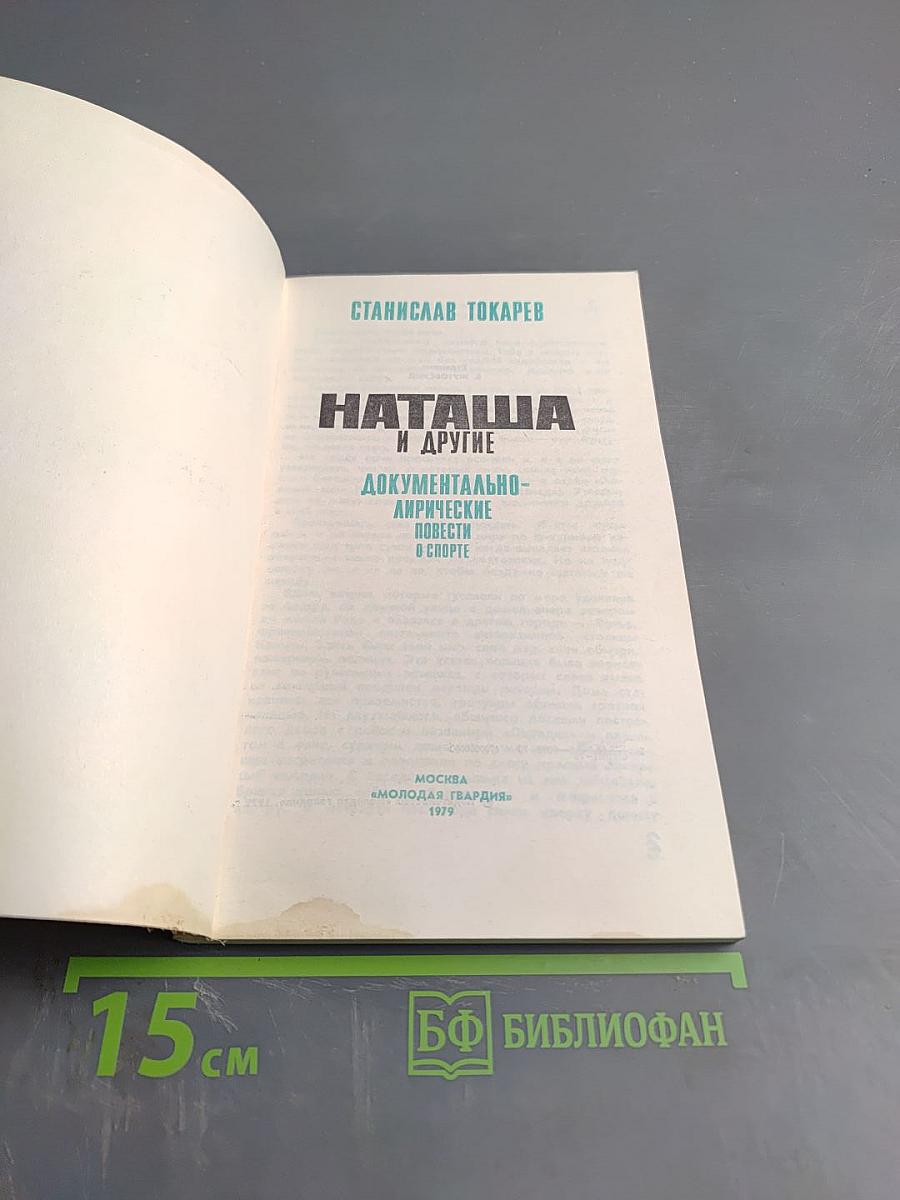 СТАНИСЛАВ ТОКАРЕВ
НАТАША
И ДРУГИЕ
ДОКУМЕНТАЛЬНО-
ЛИРИЧЕСКИЕ
ПОВЕСТИ
О СПОРТЕ
МОСКВА
«МОЛОДАЯ ГВАРДИЯ»
1979
15 СМ
БФ БИБЛИОФАН